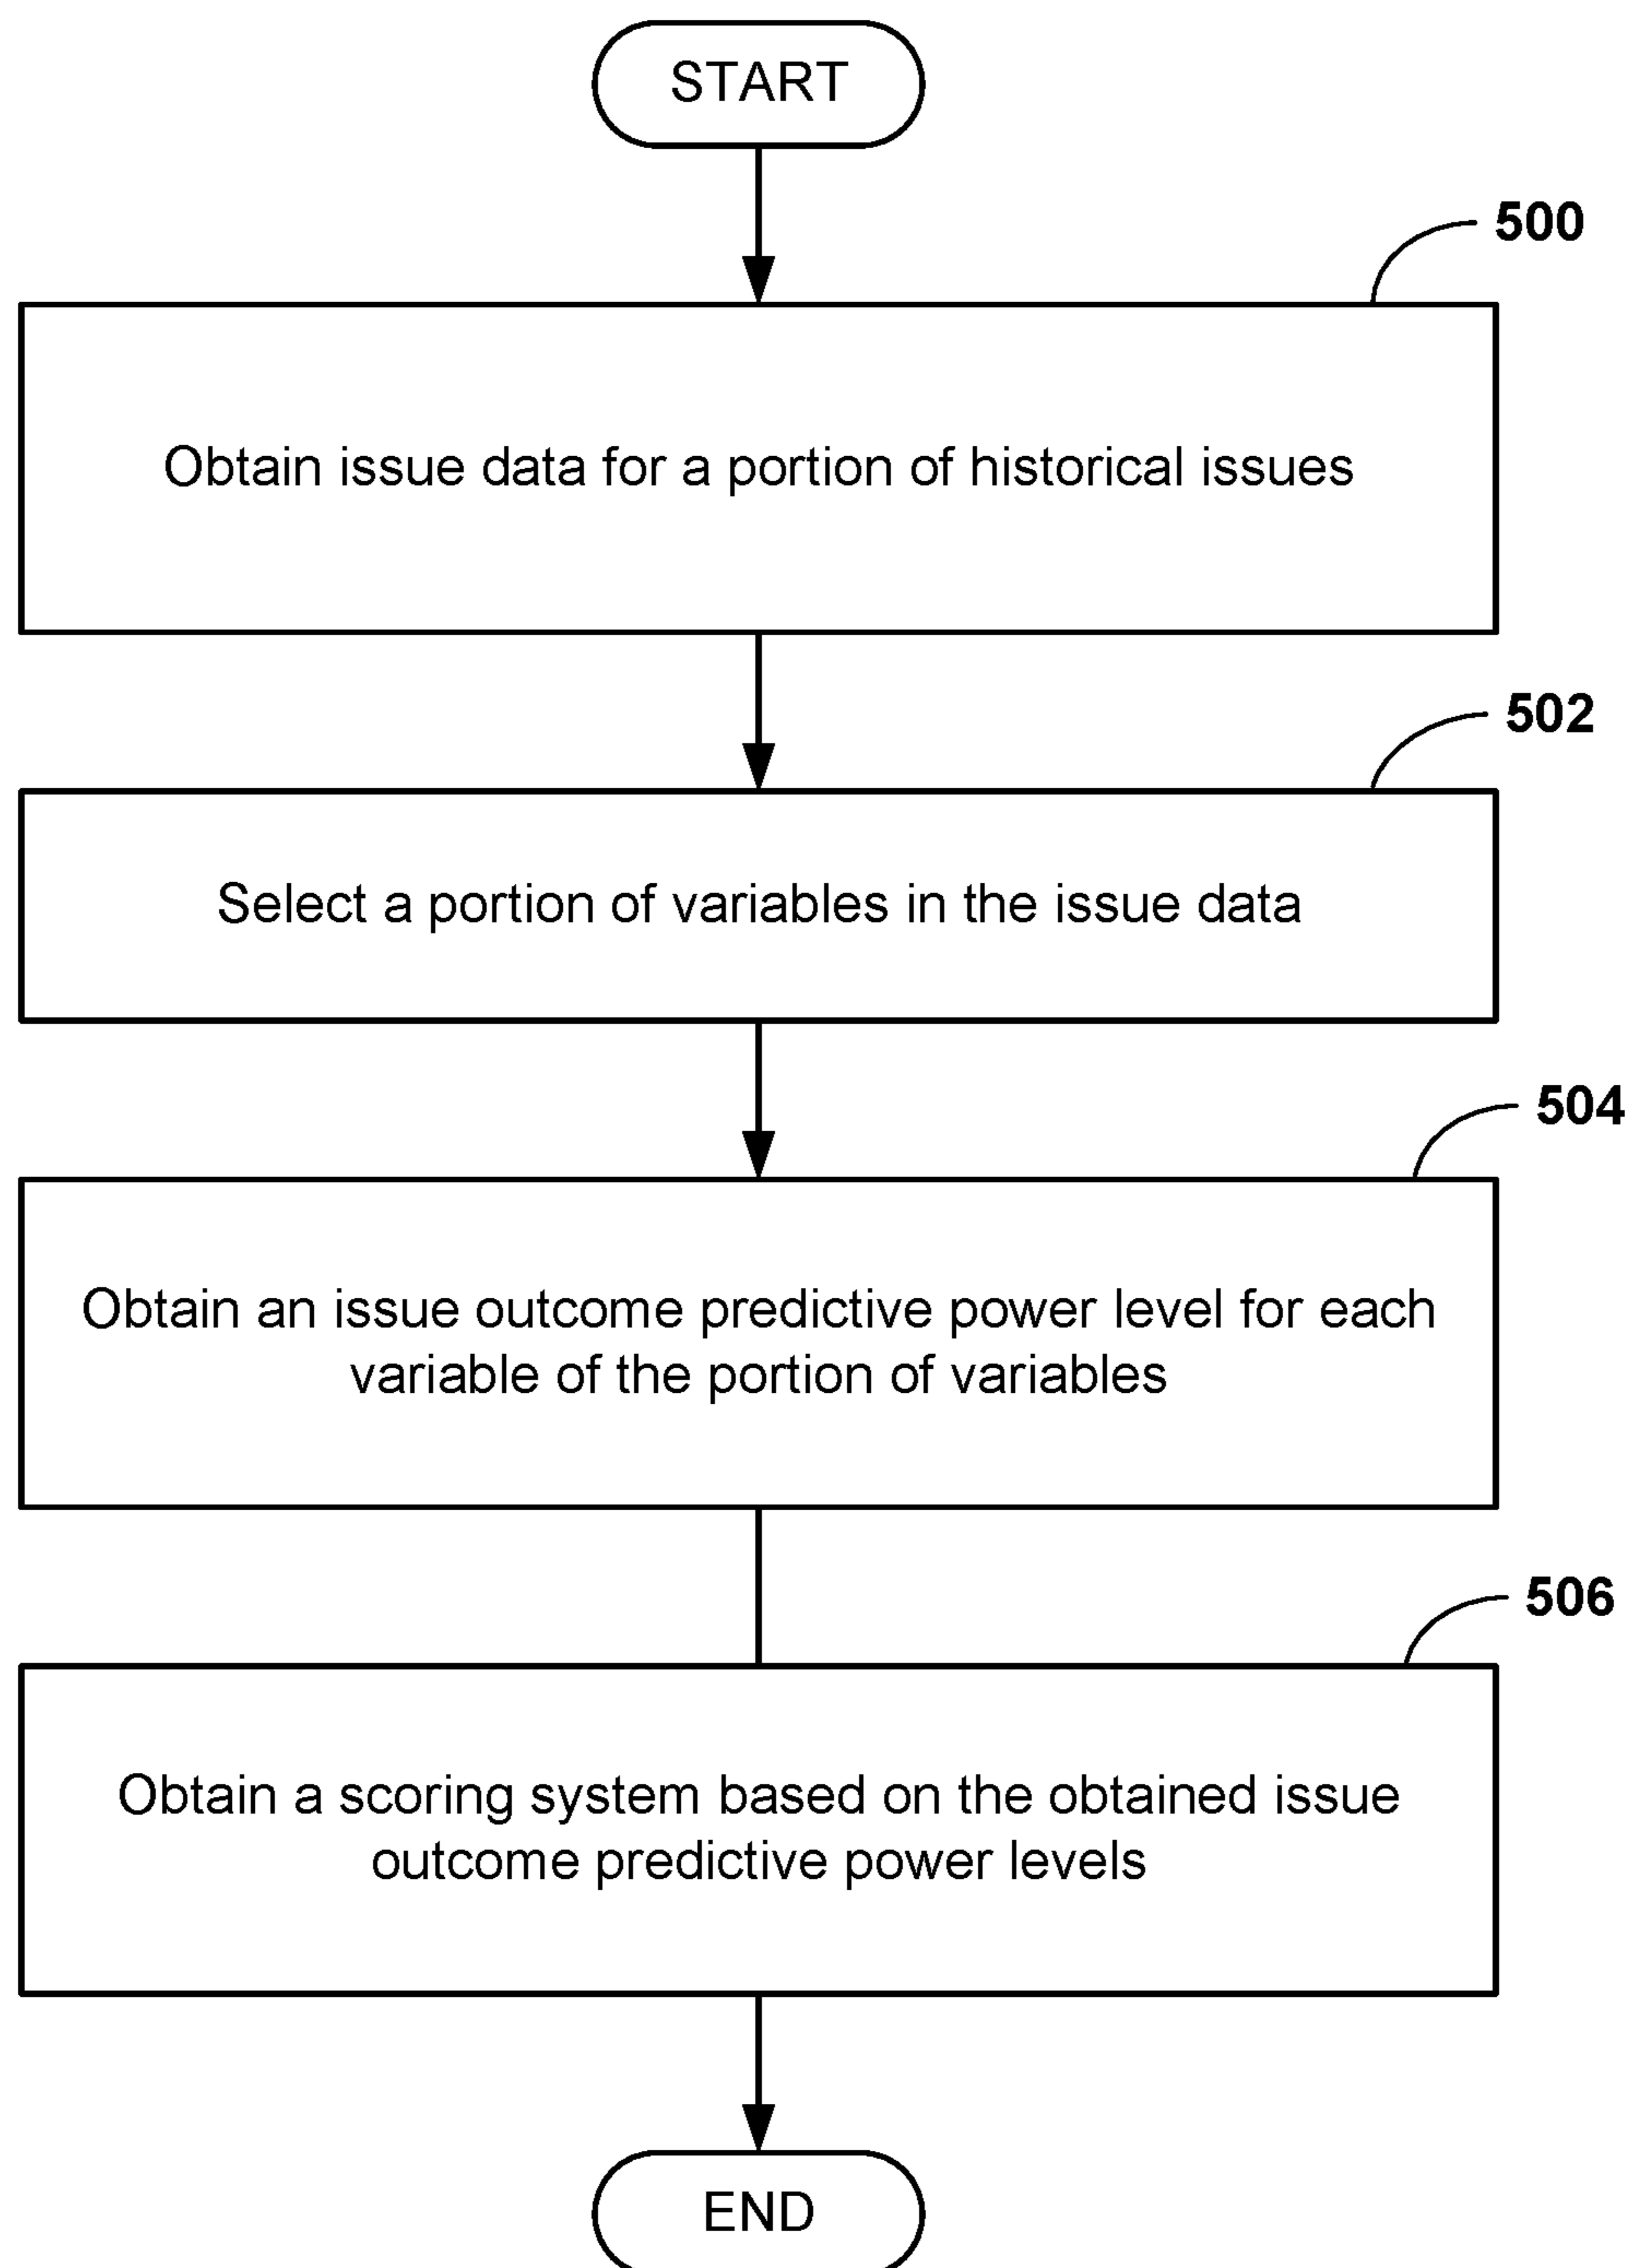 START
500
Obtain issue data for a portion of historical issues
502
Select a portion of variables in the issue data
504
Obtain an issue outcome predictive power level for each
variable of the portion of variables
506
Obtain a scoring system based on the obtained issue
outcome predictive power levels
END